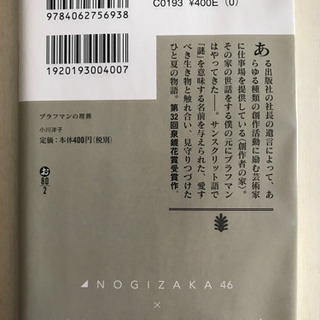 9784062756938
C0193 ¥400E (0)
1920193004007
ブラフマンの埋葬
小川洋子
定価：本体400円(税別)
ある出版社の社長の遺言によって、あ
らゆる種類の創作活動に励む芸術家
に仕事場を提供している〈創作者の家〉。
その家の世話をする僕の元にブラフマン
はやってきた――。サンスクリット語で
「謎」を意味する名前を与えられた、愛す
べき生き物と触れ合い、見守りつづけた
ひと夏の物語。第32回泉鏡花賞受賞作。
NOGIZAKA 46
×